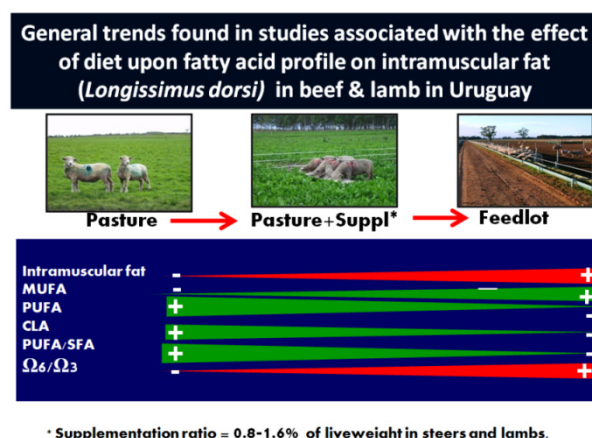 General trends found in studies associated with the effect
of diet upon fatty acid profile on intramuscular fat
(Longissimus dorsi) in beef & lamb in Uruguay
Pasture Pasture+Suppl* Feedlot
Intramuscular fat - +
MUFA - +
PUFA + -
CLA + -
PUFA/SFA + -
Ω6/Ω3 - +
* Supplementation ratio = 0.8-1.6% of liveweight in steers and lambs.